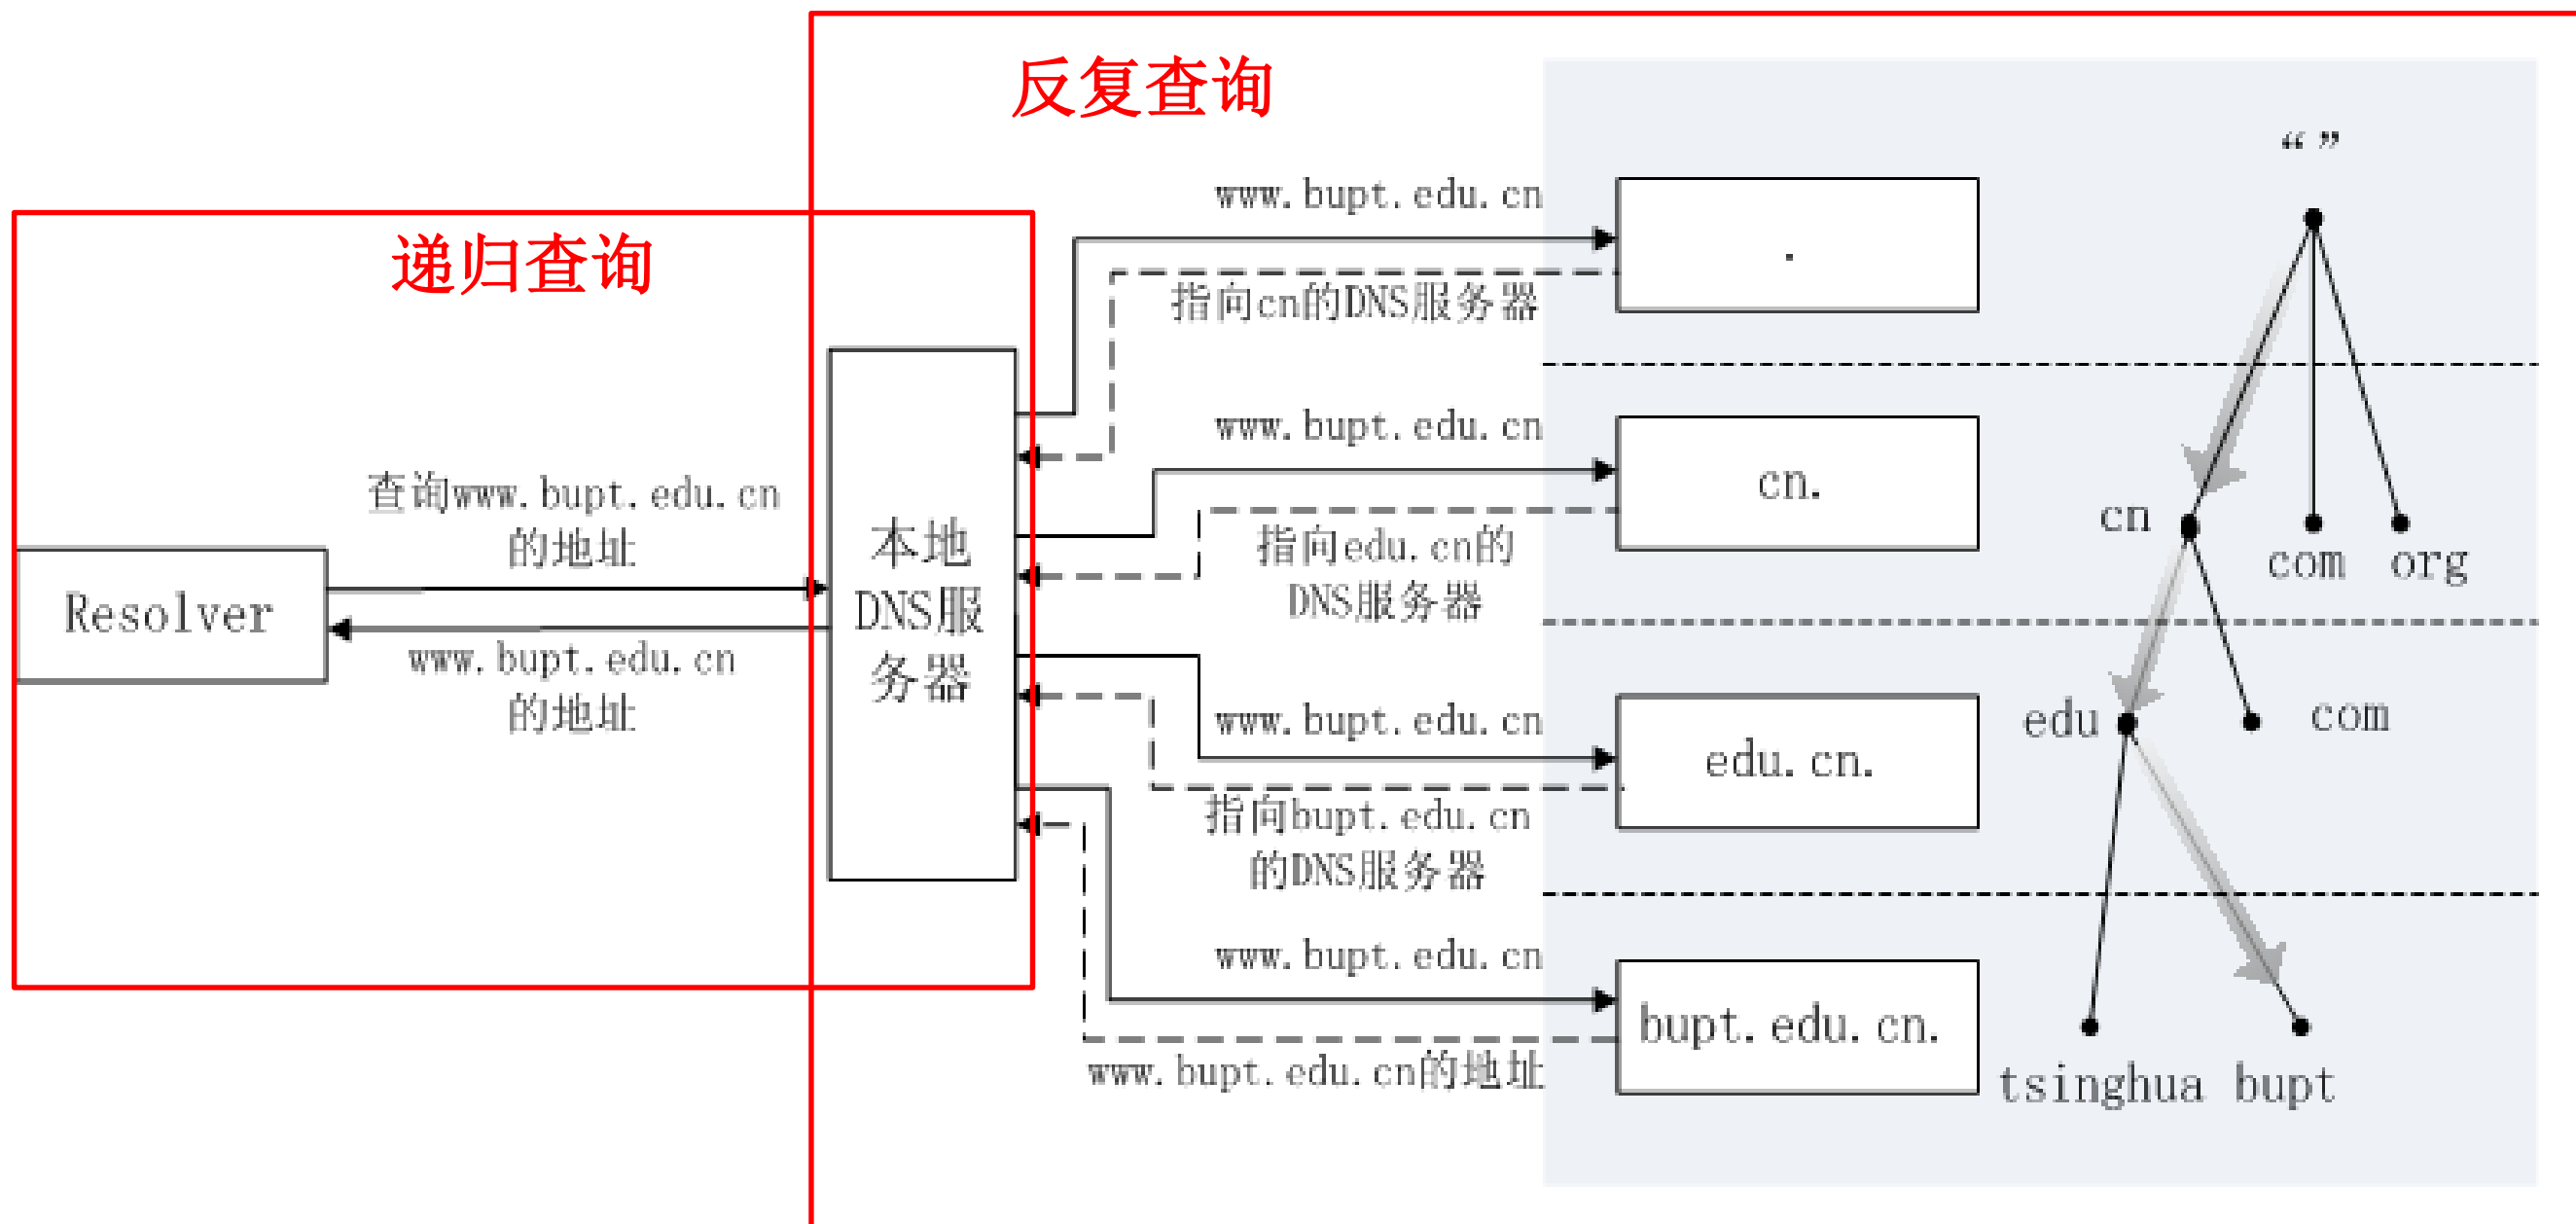 反复查询
递归查询
查询www.bupt.edu.cn
的地址
Resolver
www.bupt.edu.cn
的地址
本地
DNS服
务器
www.bupt.edu.cn
指向cn的DNS服务器
www.bupt.edu.cn
指向edu.cn的
DNS服务器
www.bupt.edu.cn
指向bupt.edu.cn
的DNS服务器
www.bupt.edu.cn
www.bupt.edu.cn的地址
.
cn.
edu.cn.
bupt.edu.cn.
“ ”
cn
com
org
edu
com
tsinghua
bupt